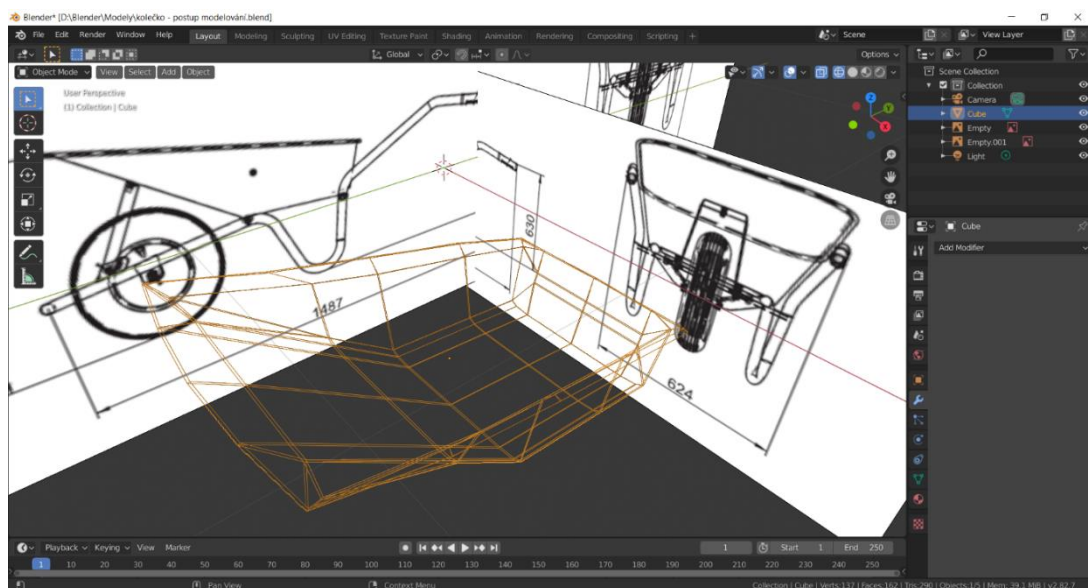 Blender* [D:\Blender\Modely\kolečko - postup modelování.blend]
File Edit Render Window Help Layout Modeling Sculpting UV Editing Texture Paint Shading Animation Rendering Compositing Scripting + Scene View Layer
Global Options
Object Mode View Select Add Object
User Perspective
(1) Collection | Cube
Scene Collection
Collection
Camera
Cube
Empty
Empty.001
Light
Cube
Add Modifier
630
1487
624
Playback Keying View Marker 1 Start 1 End 250
1 10 20 30 40 50 60 70 80 90 100 110 120 130 140 150 160 170 180 190 200 210 220 230 240 250
Pan View Context Menu Collection | Cube | Verts:137 | Faces:162 | Tris:290 | Objects:1/5 | Mem: 39.1 MiB | v2.82.7